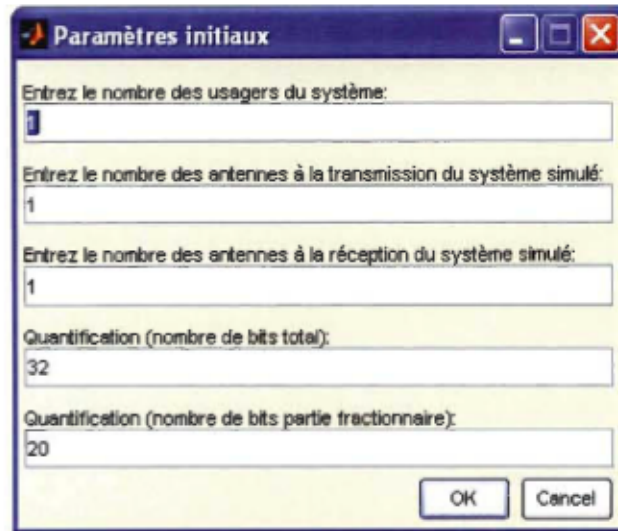 Paramètres initiaux
Entrez le nombre des usagers du système:
1
Entrez le nombre des antennes à la transmission du système simulé:
1
Entrez le nombre des antennes à la réception du système simulé:
1
Quantification (nombre de bits total):
32
Quantification (nombre de bits partie fractionnaire):
20
OK Cancel